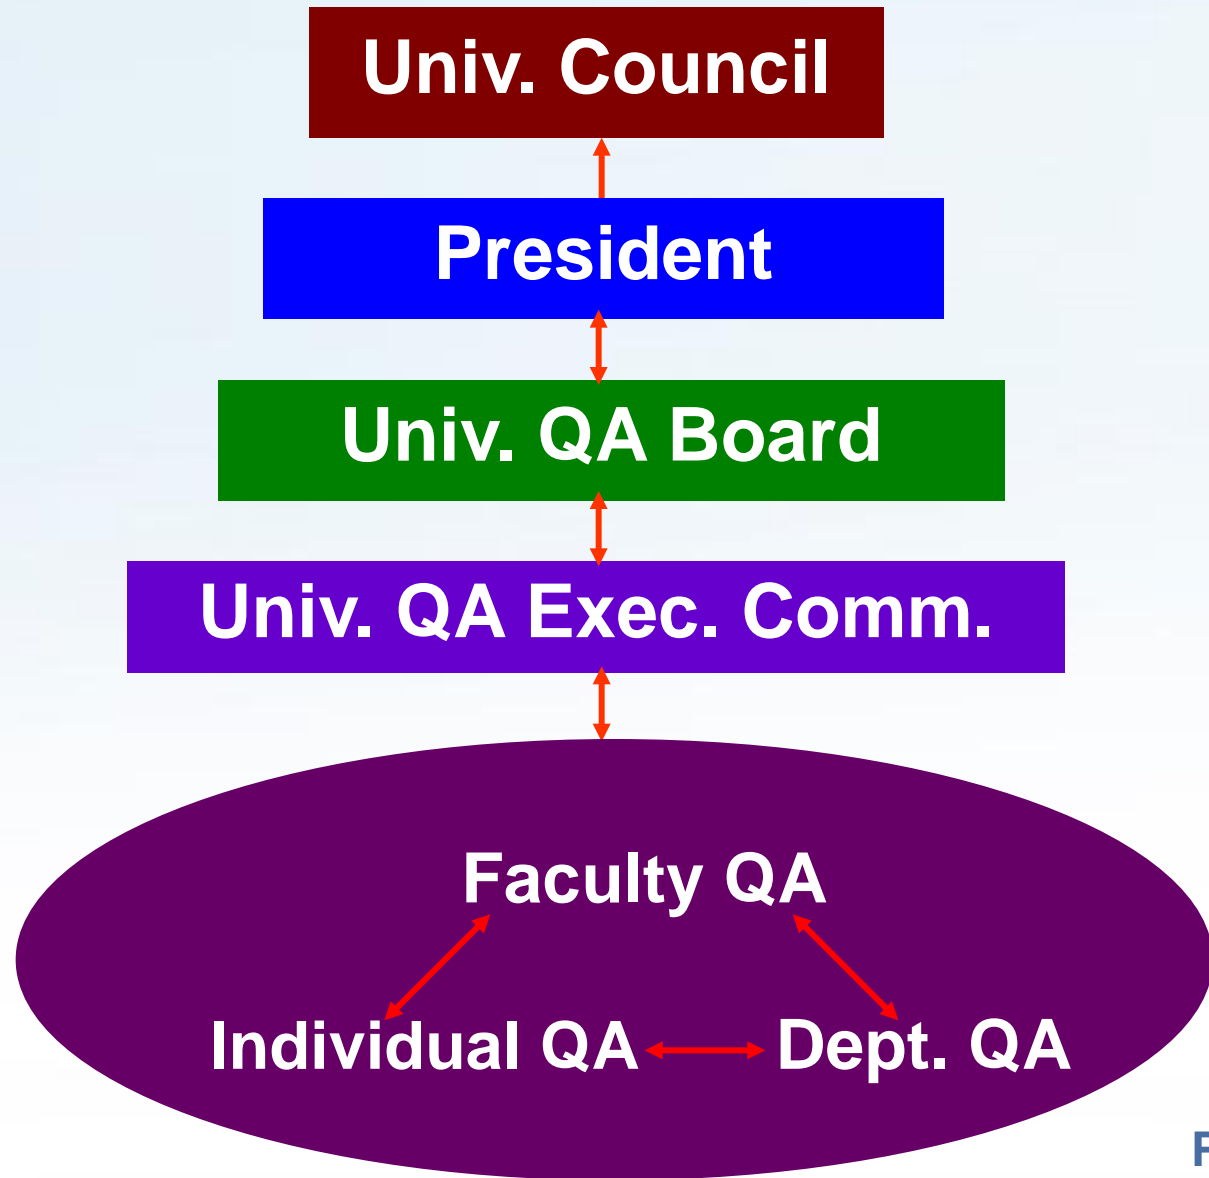 Univ. Council
President
Univ. QA Board
Univ. QA Exec. Comm.
Faculty QA
Individual QA
Dept. QA